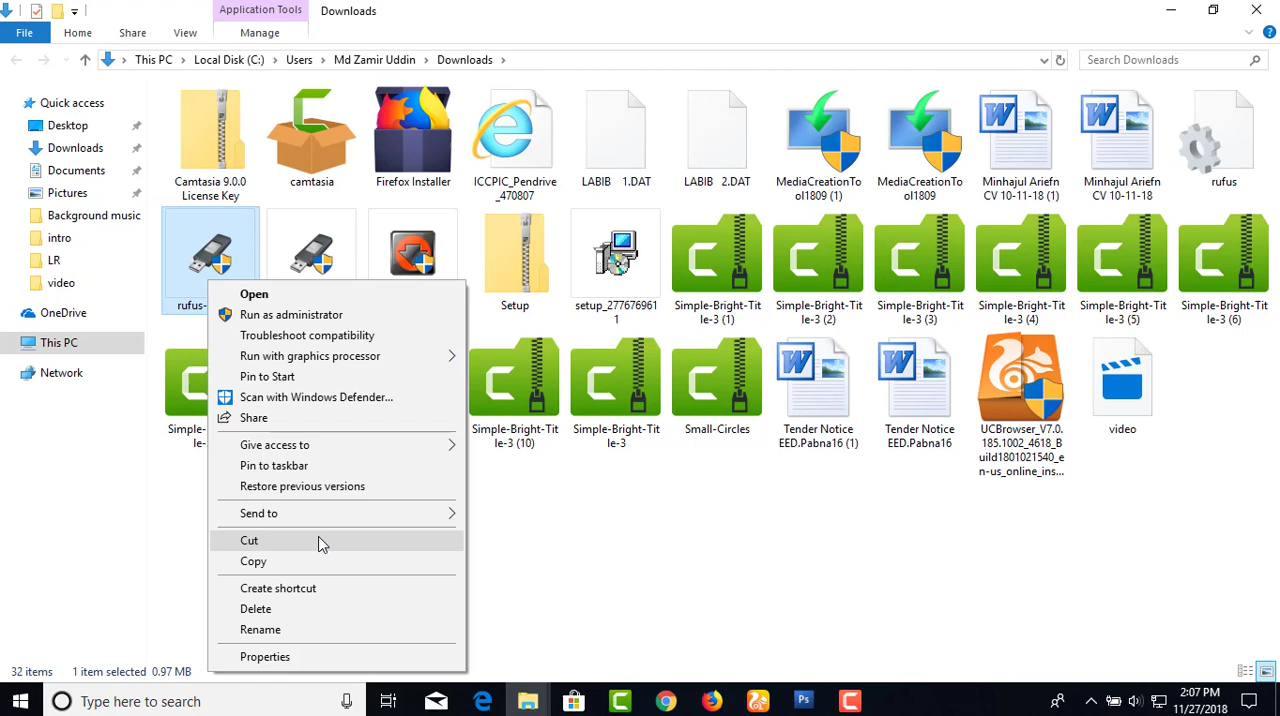 Application Tools
Downloads
File
Home
Share
View
Manage
This PC
Local Disk (C:)
Users
Md Zamir Uddin
Downloads
Search Downloads
Quick access
Desktop
Downloads
Documents
Pictures
Background music
intro
LR
video
OneDrive
This PC
Network
Camtasia 9.0.0
License Key
camtasia
Firefox Installer
ICCPIC_Pendrive
_470807
LABIB 1.DAT
LABIB 2.DAT
MediaCreationTo
ol1809 (1)
MediaCreationTo
ol1809
Minhajul Ariefn
CV 10-11-18 (1)
Minhajul Ariefn
CV 10-11-18
rufus
rufus-
Setup
setup_277676961
1
Simple-Bright-Tit
le-3 (1)
Simple-Bright-Tit
le-3 (2)
Simple-Bright-Tit
le-3 (3)
Simple-Bright-Tit
le-3 (4)
Simple-Bright-Tit
le-3 (5)
Simple-Bright-Tit
le-3 (6)
Simple-
le-
Simple-Bright-Tit
le-3 (10)
Simple-Bright-Tit
le-3
Small-Circles
Tender Notice
EED.Pabna16 (1)
Tender Notice
EED.Pabna16
UCBrowser_V7.0.
185.1002_4618_B
uild1801021540_e
n-us_online_ins...
video
Open
Run as administrator
Troubleshoot compatibility
Run with graphics processor
Pin to Start
Scan with Windows Defender...
Share
Give access to
Pin to taskbar
Restore previous versions
Send to
Cut
Copy
Create shortcut
Delete
Rename
Properties
32 items
1 item selected 0.97 MB
Type here to search
Ps
2:07 PM
11/27/2018